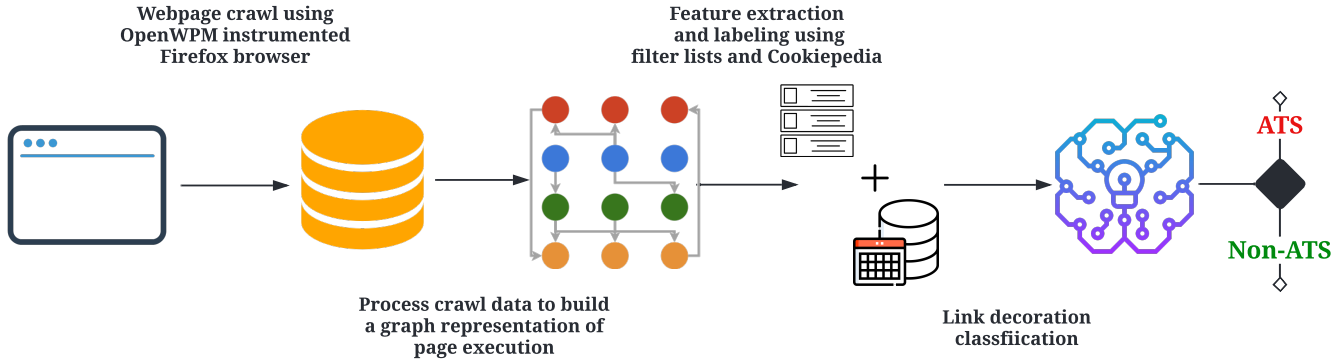 Webpage crawl using
OpenWPM instrumented
Firefox browser
Feature extraction
and labeling using
filter lists and Cookiepedia
ATS
Non-ATS
Process crawl data to build
a graph representation of
page execution
Link decoration
classfiication